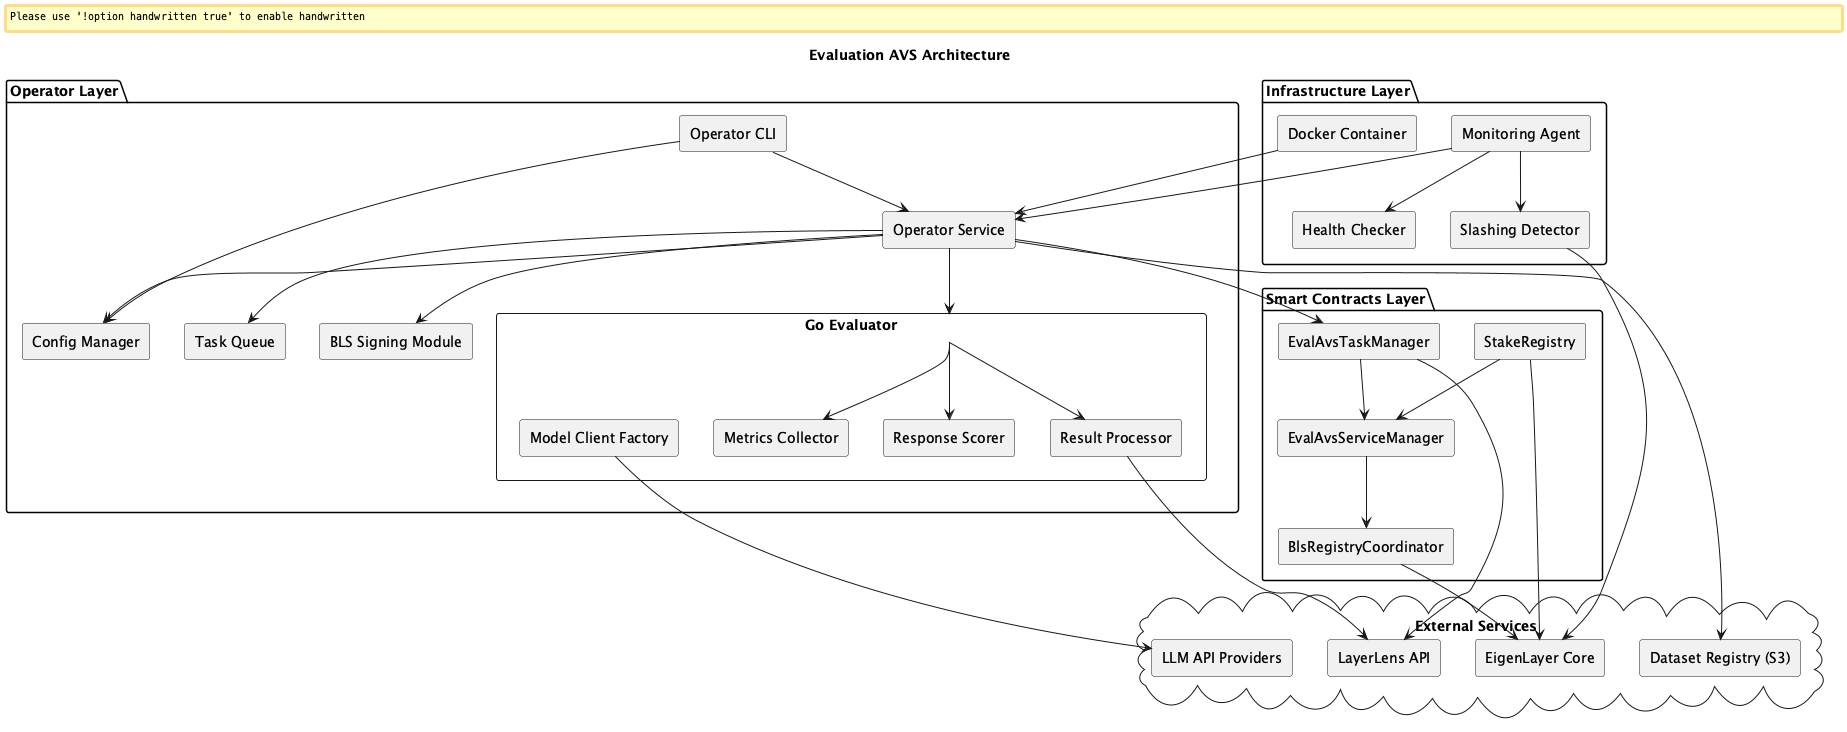 Please use '!option handwritten true' to enable handwritten
Evaluation AVS Architecture
Operator Layer
Infrastructure Layer
Operator CLI
Docker Container
Monitoring Agent
Operator Service
Health Checker
Slashing Detector
Smart Contracts Layer
Go Evaluator
Config Manager
Task Queue
BLS Signing Module
EvalAvsTaskManager
StakeRegistry
Model Client Factory
Metrics Collector
Response Scorer
Result Processor
EvalAvsServiceManager
BlsRegistryCoordinator
External Services
LLM API Providers
LayerLens API
EigenLayer Core
Dataset Registry (S3)